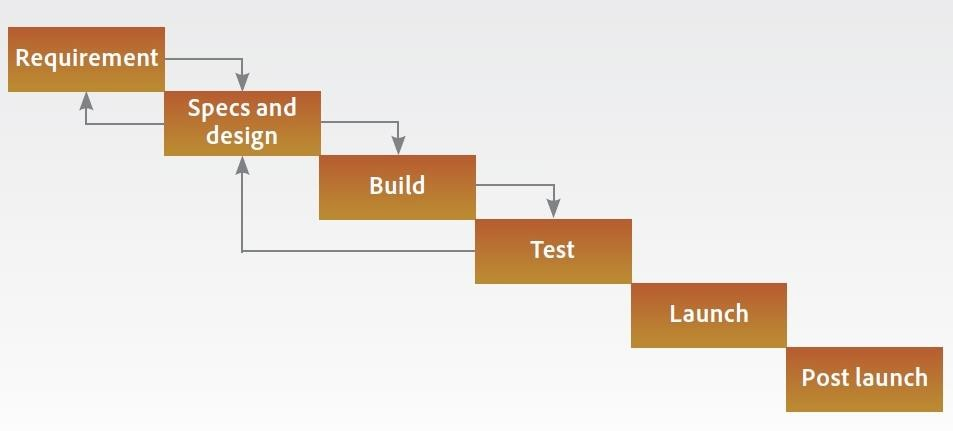 Requirement
Specs and
design
Build
Test
Launch
Post launch